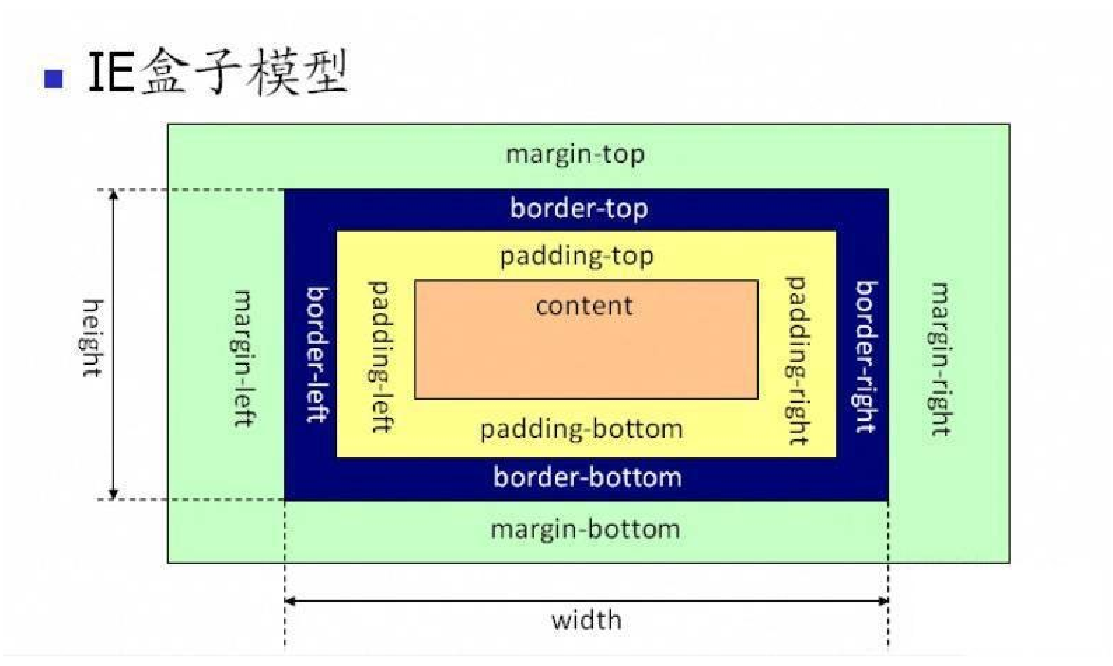 IE盒子模型
margin-top
border-top
padding-top
content
height
margin-left
border-left
padding-left
padding-right
border-right
margin-right
padding-bottom
border-bottom
margin-bottom
width